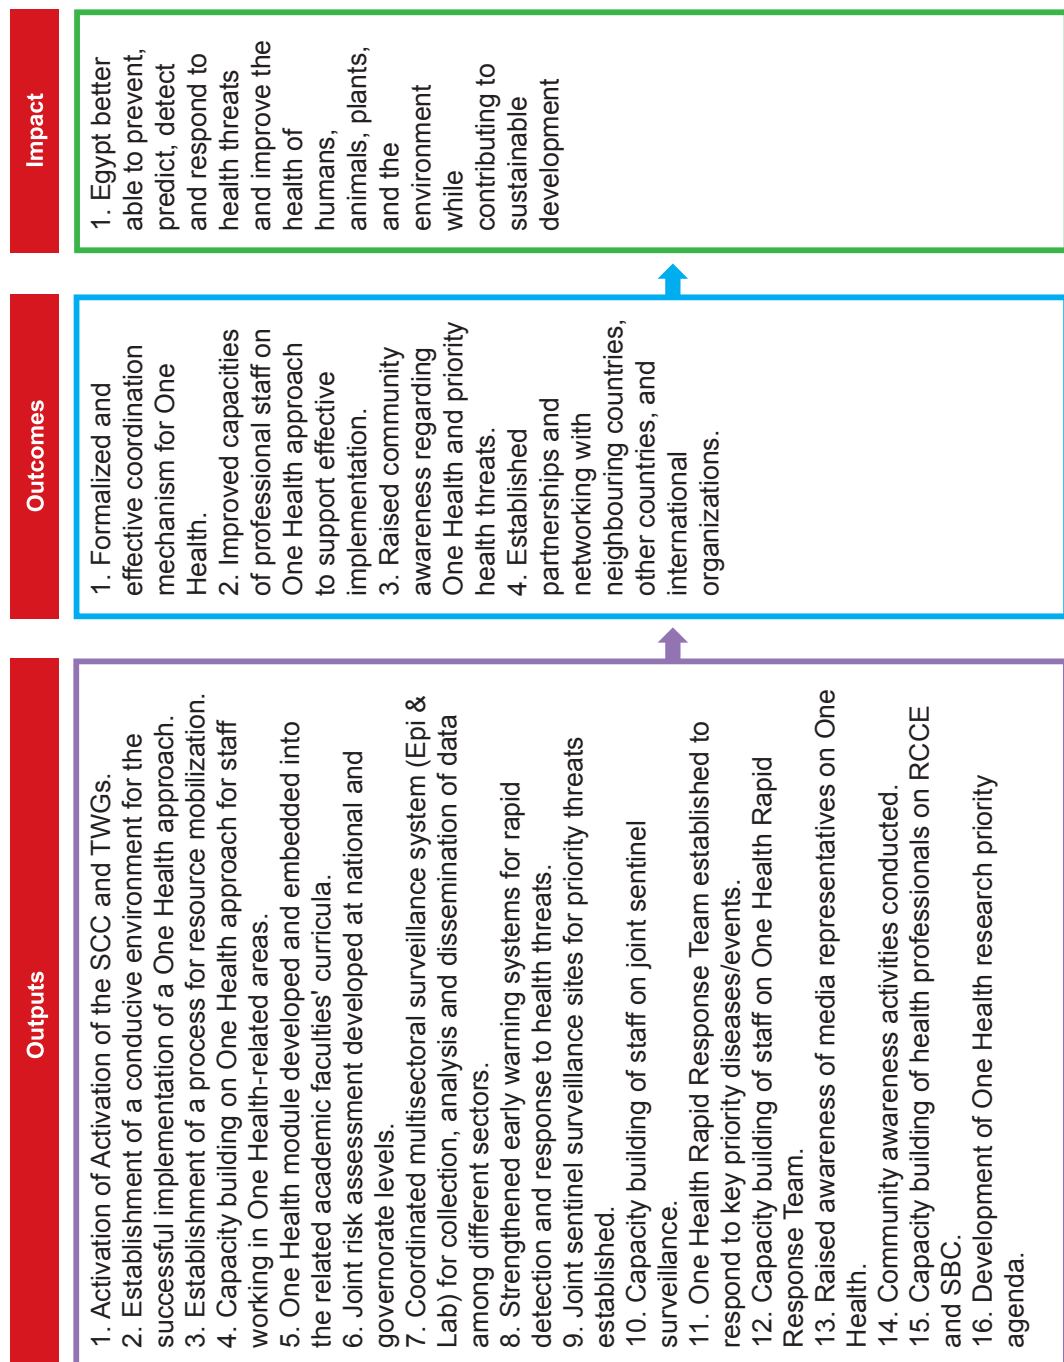 Outputs
1. Activation of Activation of the SCC and TWGs.
2. Establishment of a conducive environment for the
successful implementation of a One Health approach.
3. Establishment of a process for resource mobilization.
4. Capacity building on One Health approach for staff
working in One Health-related areas.
5. One Health module developed and embedded into
the related academic faculties' curricula.
6. Joint risk assessment developed at national and
governorate levels.
7. Coordinated multisectoral surveillance system (Epi &
Lab) for collection, analysis and dissemination of data
among different sectors.
8. Strengthened early warning systems for rapid
detection and response to health threats.
9. Joint sentinel surveillance sites for priority threats
established.
10. Capacity building of staff on joint sentinel
surveillance.
11. One Health Rapid Response Team established to
respond to key priority diseases/events.
12. Capacity building of staff on One Health Rapid
Response Team.
13. Raised awareness of media representatives on One
Health.
14. Community awareness activities conducted.
15. Capacity building of health professionals on RCCE
and SBC.
16. Development of One Health research priority
agenda.
Outcomes
1. Formalized and
effective coordination
mechanism for One
Health.
2. Improved capacities
of professional staff on
One Health approach
to support effective
implementation.
3. Raised community
awareness regarding
One Health and priority
health threats.
4. Established
partnerships and
networking with
neighbouring countries,
other countries, and
international
organizations.
Impact
1. Egypt better
able to prevent,
predict, detect
and respond to
health threats
and improve the
health of
humans,
animals, plants,
and the
environment
while
contributing to
sustainable
development